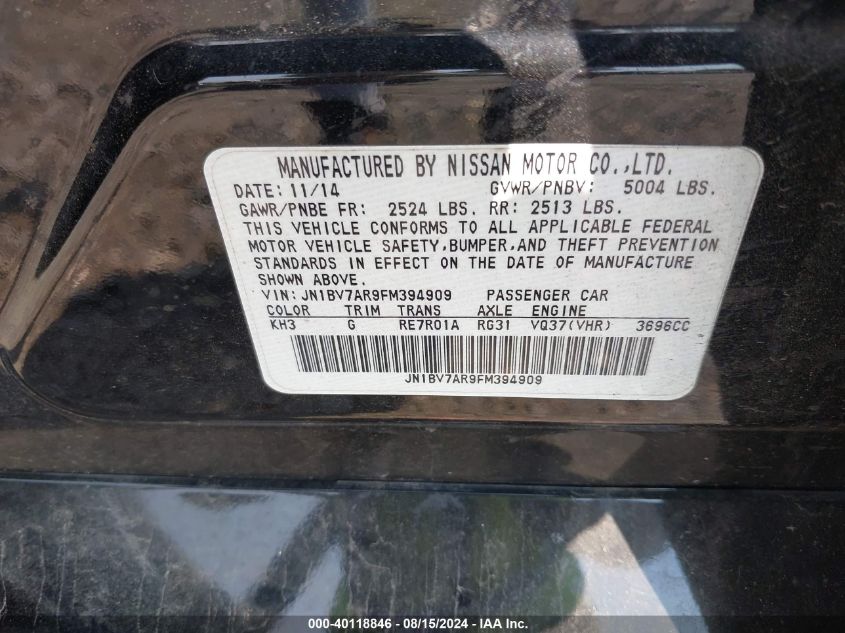 MANUFACTURED BY NISSAN MOTOR CO.,LTD.
DATE: 11/14 GVWR/PNBV: 5004 LBS.
GAWR/PNBE FR: 2524 LBS. RR: 2513 LBS.
THIS VEHICLE CONFORMS TO ALL APPLICABLE FEDERAL
MOTOR VEHICLE SAFETY,BUMPER,AND THEFT PREVENTION
STANDARDS IN EFFECT ON THE DATE OF MANUFACTURE
SHOWN ABOVE.
VIN: JN1BV7AR9FM394909 PASSENGER CAR
COLOR TRIM TRANS AXLE ENGINE
KH3 G RE7R01A RG31 VQ37(VHR) 3696CC
JN1BV7AR9FM394909
000-40118846 - 08/15/2024 - IAAI.COM